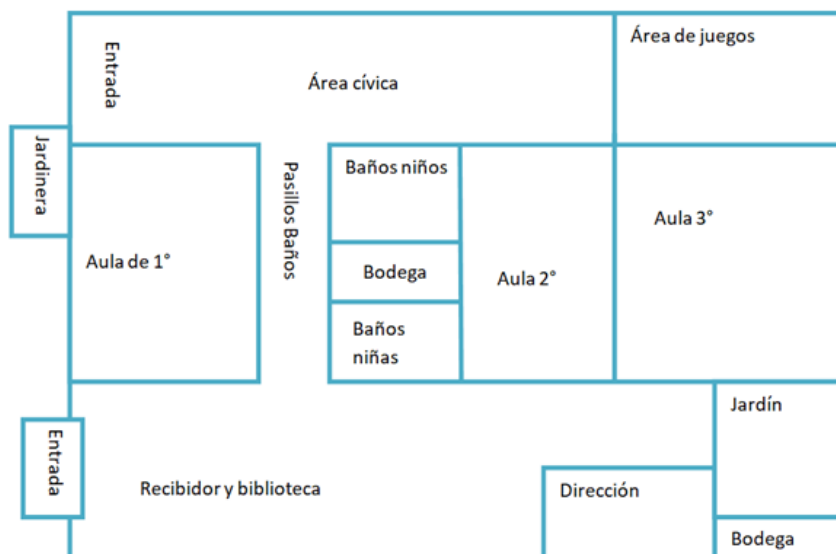 Entrada
Área cívica
Área de juegos
Jardinera
Aula de 1°
Pasillos Baños
Baños niños
Bodega
Baños
niñas
Aula 2°
Aula 3°
Entrada
Recibidor y biblioteca
Dirección
Jardín
Bodega